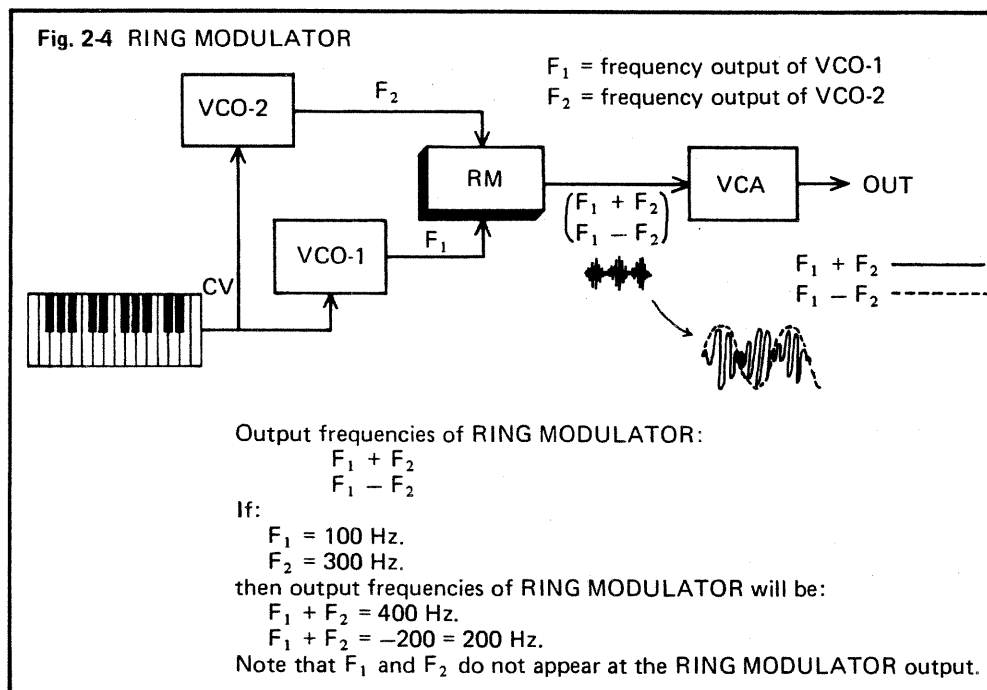 Fig. 2-4 RING MODULATOR
F₁ = frequency output of VCO-1
F₂ = frequency output of VCO-2
VCO-2
F₂
RM
VCA
OUT
VCO-1
F₁
(F₁ + F₂
F₁ − F₂)
CV
F₁ + F₂
F₁ − F₂
Output frequencies of RING MODULATOR:
F₁ + F₂
F₁ − F₂
If:
F₁ = 100 Hz.
F₂ = 300 Hz.
then output frequencies of RING MODULATOR will be:
F₁ + F₂ = 400 Hz.
F₁ + F₂ = −200 = 200 Hz.
Note that F₁ and F₂ do not appear at the RING MODULATOR output.